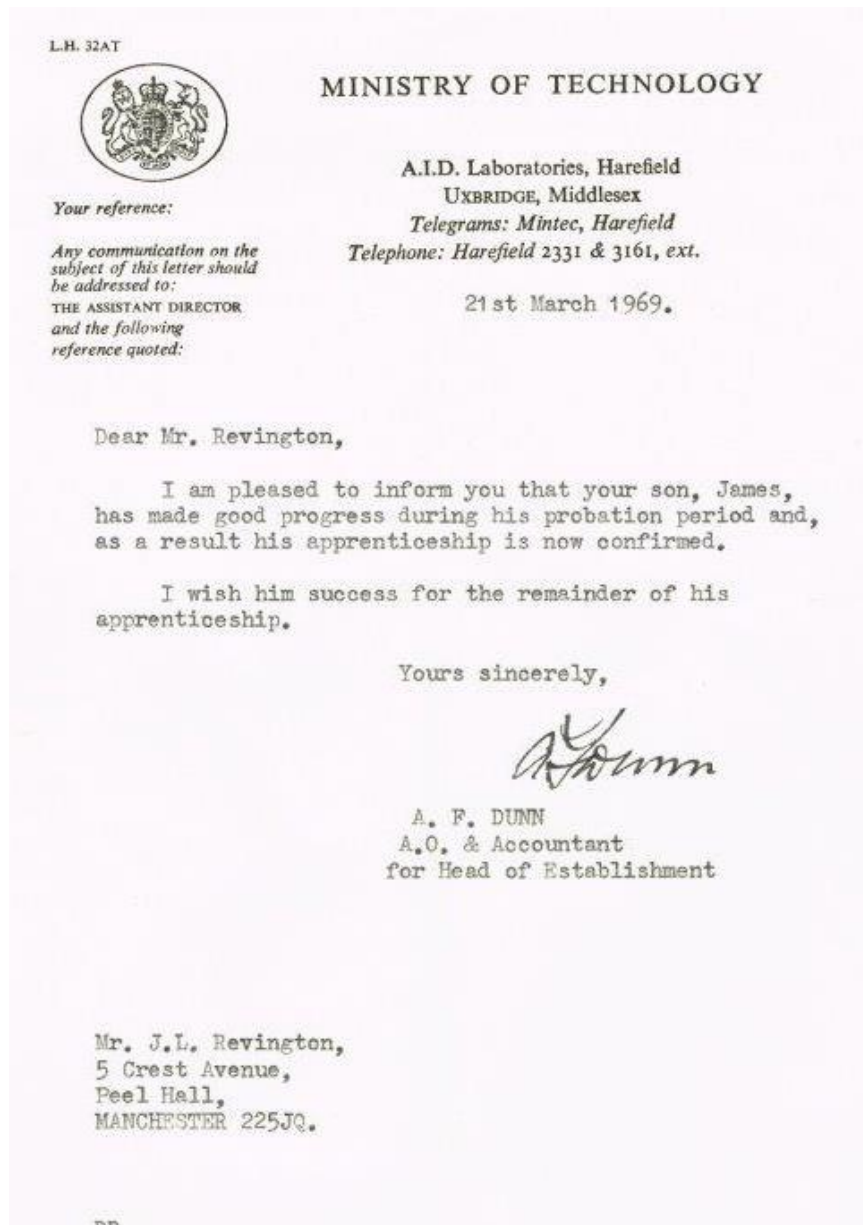 L.H. 32AT
MINISTRY OF TECHNOLOGY
A.I.D. Laboratories, Harefield
UXBRIDGE, Middlesex
Telegrams: Mintec, Harefield
Telephone: Harefield 2331 & 3161, ext.
Your reference:
Any communication on the
subject of this letter should
be addressed to:
THE ASSISTANT DIRECTOR
and the following
reference quoted:
21st March 1969.
Dear Mr. Revington,
I am pleased to inform you that your son, James,
has made good progress during his probation period and,
as a result his apprenticeship is now confirmed.
I wish him success for the remainder of his
apprenticeship.
Yours sincerely,
A. F. DUNN
A.O. & Accountant
for Head of Establishment
Mr. J.L. Revington,
5 Crest Avenue,
Peel Hall,
MANCHESTER 225JQ.